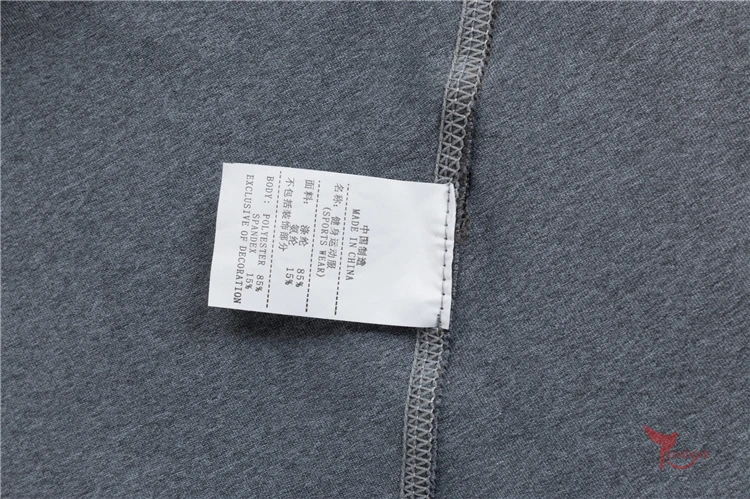 中国制造
MADE IN CHINA
名称：健身运动服
(SPORTS WEAR)
面料：
涤纶 85%
氨纶 15%
不包括装饰部分
BODY: POLYESTER 85%
SPANDEX 15%
EXCLUSIVE OF DECORATION